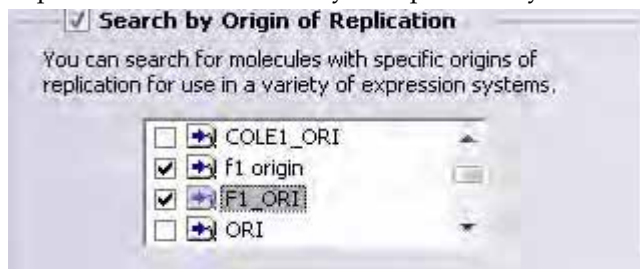 Search by Origin of Replication
You can search for molecules with specific origins of
replication for use in a variety of expression systems.
COLE1_ORI
f1 origin
F1_ORI
ORI